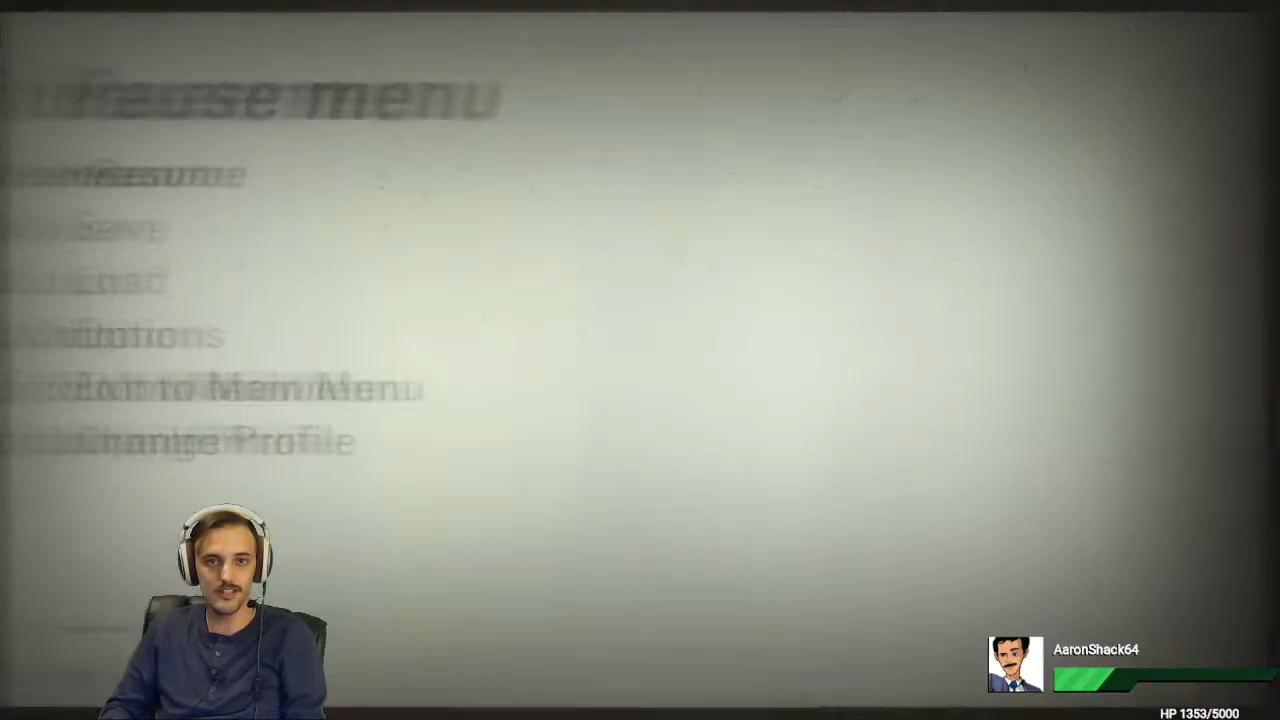 Pause menu
Resume
Save
Load
Options
Exit to Main Menu
Change Profile
AaronShack64
HP 1353/5000